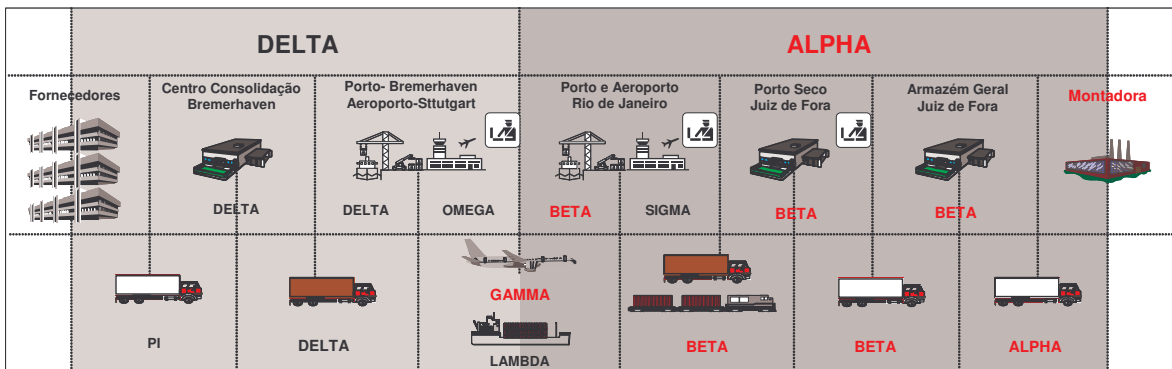 DELTA
ALPHA
Fornecedores
Centro Consolidação
Bremerhaven
Porto- Bremerhaven
Aeroporto-Sttutgart
Porto e Aeroporto
Rio de Janeiro
Porto Seco
Juiz de Fora
Armazém Geral
Juiz de Fora
Montadora
DELTA
DELTA
OMEGA
BETA
SIGMA
BETA
BETA
PI
DELTA
GAMMA
LAMBDA
BETA
BETA
ALPHA